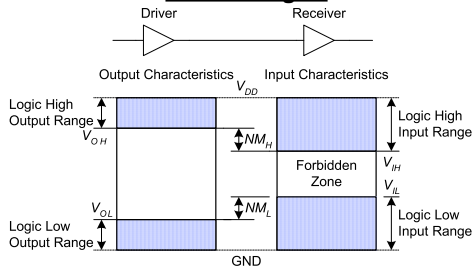 Driver
Receiver
Output Characteristics
Input Characteristics
V_DD
Logic High
Output Range
V_OH
NM_H
Logic High
Input Range
Forbidden
Zone
V_IH
V_IL
V_OL
NM_L
Logic Low
Output Range
Logic Low
Input Range
GND